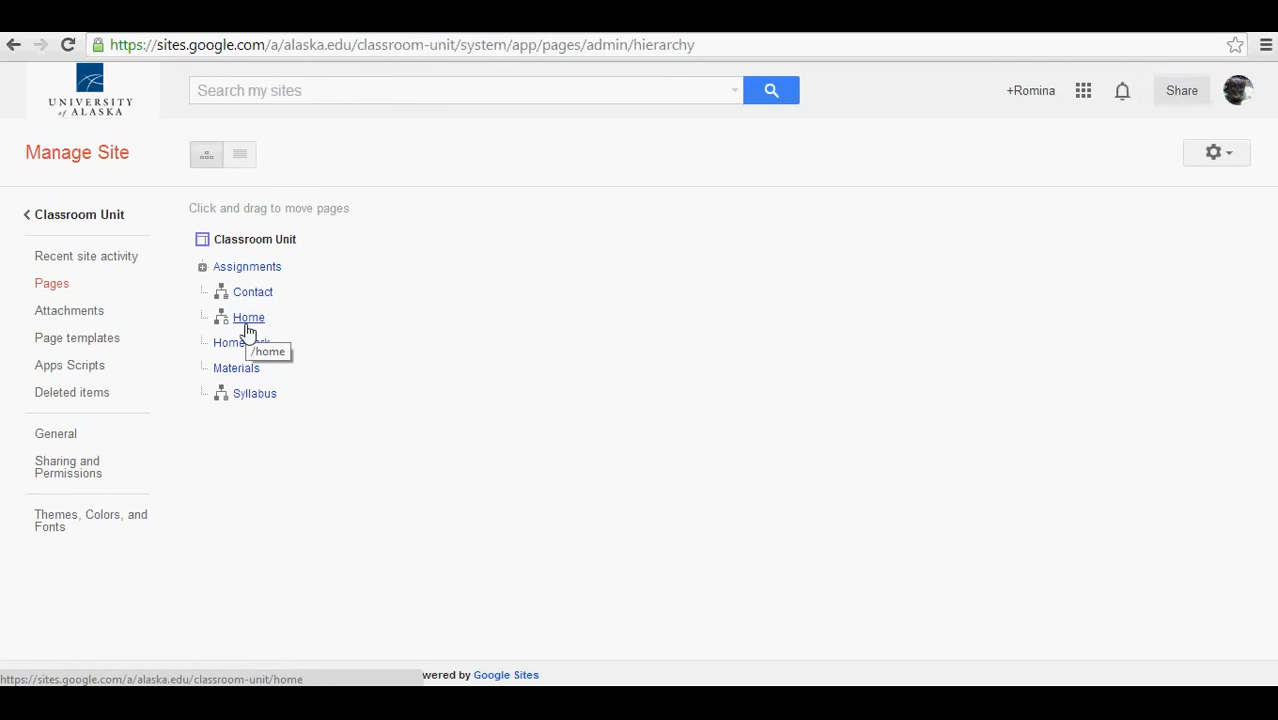 https://sites.google.com/a/alaska.edu/classroom-unit/system/app/pages/admin/hierarchy
UNIVERSITY
of ALASKA
Search my sites
+Romina
Share
Manage Site
Classroom Unit
Recent site activity
Pages
Attachments
Page templates
Apps Scripts
Deleted items
General
Sharing and
Permissions
Themes, Colors, and
Fonts
Click and drag to move pages
Classroom Unit
Assignments
Contact
Home
/home
Materials
Syllabus
https://sites.google.com/a/alaska.edu/classroom-unit/home
wered by Google Sites